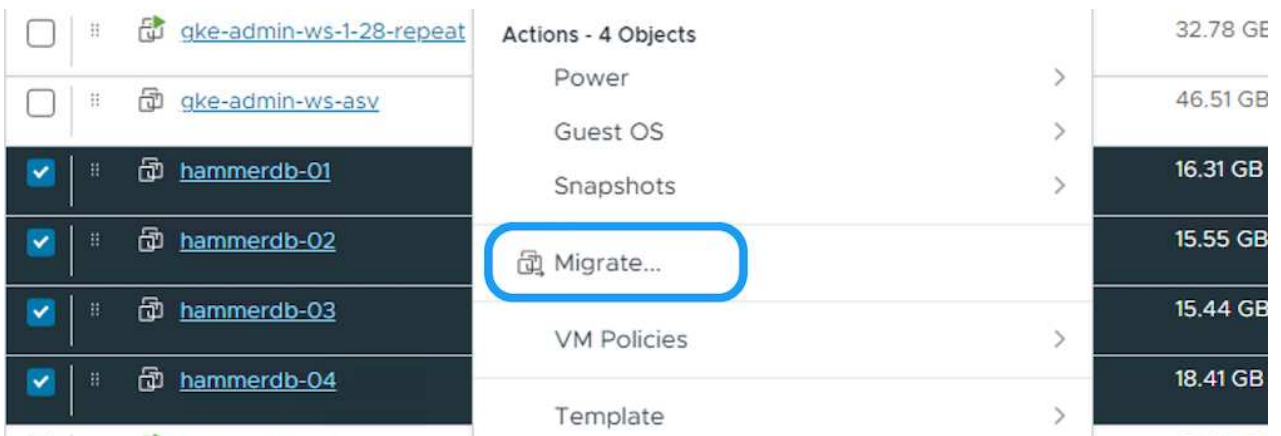 gke-admin-ws-1-28-repeat
gke-admin-ws-asv
hammerdb-01
hammerdb-02
hammerdb-03
hammerdb-04
Actions - 4 Objects
Power
Guest OS
Snapshots
Migrate...
VM Policies
Template
32.78 GB
46.51 GB
16.31 GB
15.55 GB
15.44 GB
18.41 GB